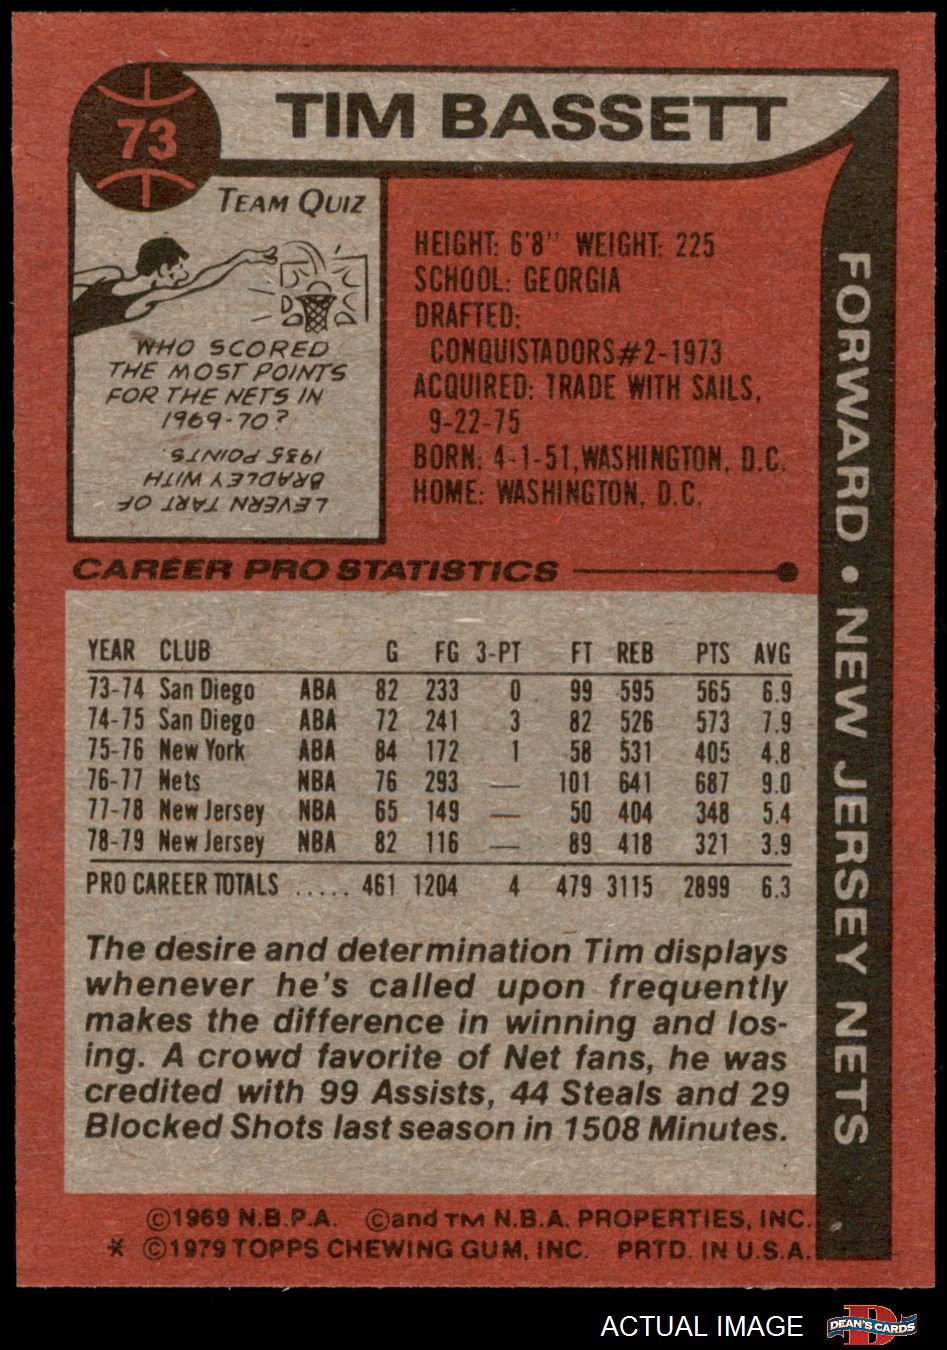 73
TIM BASSETT
TEAM QUIZ
WHO SCORED
THE MOST POINTS
FOR THE NETS IN
1969-70?
LEVERN TART OF
BRADLEY WITH
1935 POINTS.
HEIGHT: 6'8" WEIGHT: 225
SCHOOL: GEORGIA
DRAFTED:
CONQUISTADORS#2-1973
ACQUIRED: TRADE WITH SAILS,
9-22-75
BORN: 4-1-51, WASHINGTON, D.C.
HOME: WASHINGTON, D.C.
FORWARD • NEW JERSEY NETS
CAREER PRO STATISTICS
YEAR CLUB G FG 3-PT FT REB PTS AVG
73-74 San Diego ABA 82 233 0 99 595 565 6.9
74-75 San Diego ABA 72 241 3 82 526 573 7.9
75-76 New York ABA 84 172 1 58 531 405 4.8
76-77 Nets NBA 76 293 — 101 641 687 9.0
77-78 New Jersey NBA 65 149 — 50 404 348 5.4
78-79 New Jersey NBA 82 116 — 89 418 321 3.9
PRO CAREER TOTALS ..... 461 1204 4 479 3115 2899 6.3
The desire and determination Tim displays
whenever he's called upon frequently
makes the difference in winning and los-
ing. A crowd favorite of Net fans, he was
credited with 99 Assists, 44 Steals and 29
Blocked Shots last season in 1508 Minutes.
©1969 N.B.P.A. ©and TM N.B.A. PROPERTIES, INC.
* ©1979 TOPPS CHEWING GUM, INC. PRTD. IN U.S.A.
ACTUAL IMAGE
D
DEAN'S CARDS